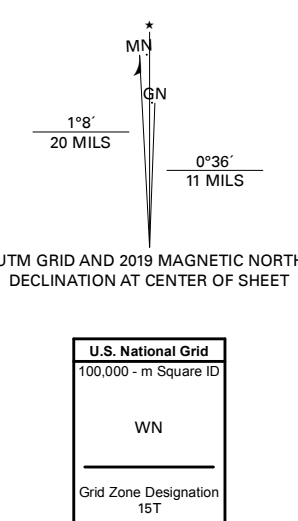 ★
MN
GN
1°8´
20 MILS
0°36´
11 MILS
UTM GRID AND 2019 MAGNETIC NORTH
DECLINATION AT CENTER OF SHEET
U.S. National Grid
100,000 - m Square ID
WN
Grid Zone Designation
15T